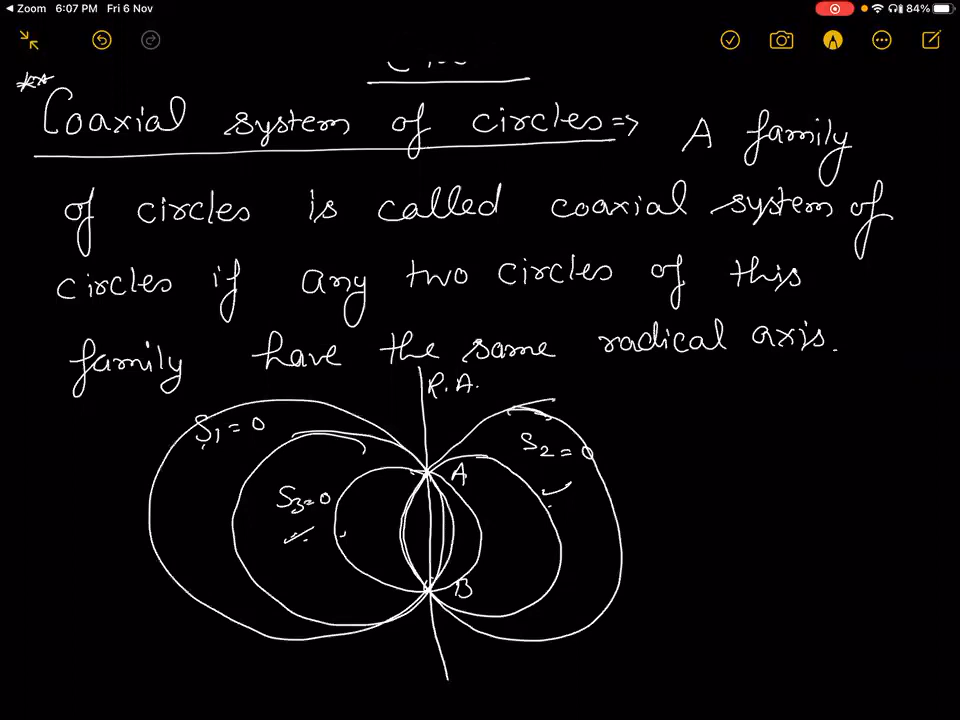 Zoom 6:07 PM Fri 6 Nov 84%
Coaxial system of circles => A family
of circles is called coaxial system of
circles if any two circles of this
family have the same radical axis.
R.A.
S1 = 0
S2 = 0
A
S3=0
B